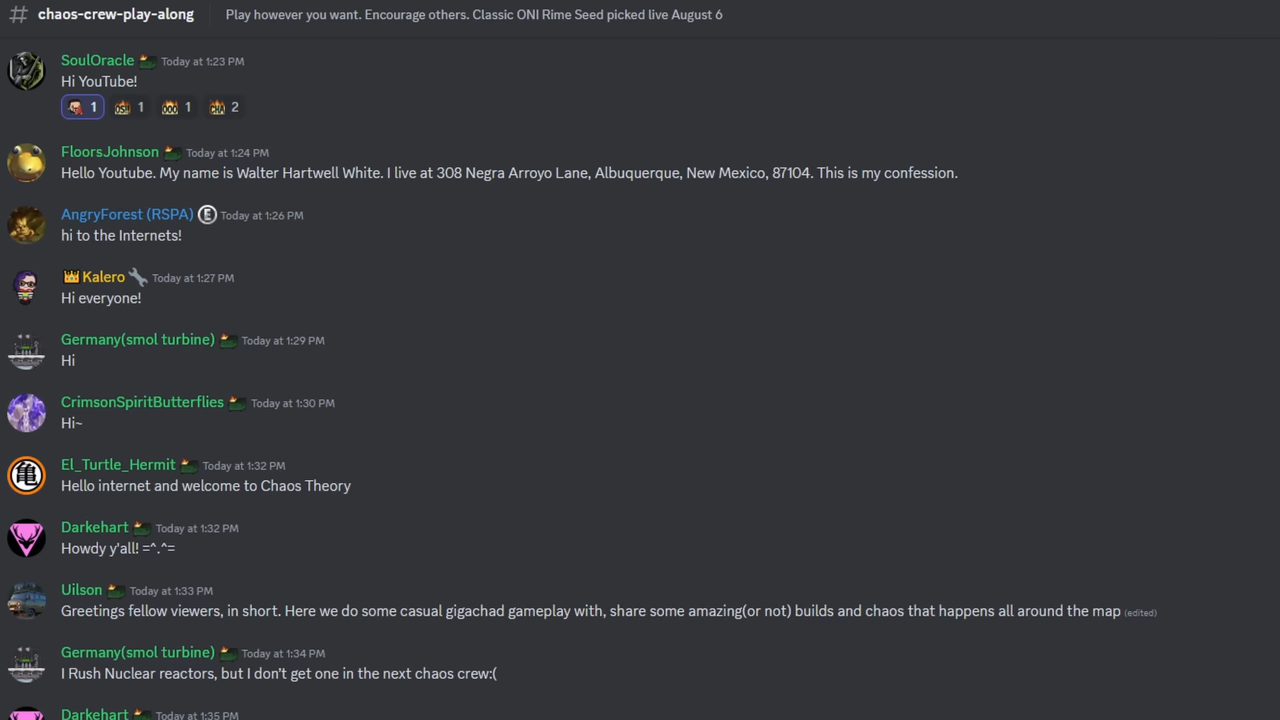 # chaos-crew-play-along Play however you want. Encourage others. Classic ONI Rime Seed picked live August 6
SoulOracle Today at 1:23 PM
Hi YouTube!
1 OSH 1 OOO 1 CHA 2
FloorsJohnson Today at 1:24 PM
Hello Youtube. My name is Walter Hartwell White. I live at 308 Negra Arroyo Lane, Albuquerque, New Mexico, 87104. This is my confession.
AngryForest (RSPA) E Today at 1:26 PM
hi to the Internets!
Kalero Today at 1:27 PM
Hi everyone!
Germany(smol turbine) Today at 1:29 PM
Hi
CrimsonSpiritButterflies Today at 1:30 PM
Hi~
El_Turtle_Hermit Today at 1:32 PM
亀
Hello internet and welcome to Chaos Theory
Darkehart Today at 1:32 PM
Howdy y'all! =^.^=
Uilson Today at 1:33 PM
Greetings fellow viewers, in short. Here we do some casual gigachad gameplay with, share some amazing(or not) builds and chaos that happens all around the map (edited)
Germany(smol turbine) Today at 1:34 PM
I Rush Nuclear reactors, but I don't get one in the next chaos crew:(
Darkehart Today at 1:35 PM